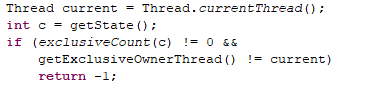 Thread current = Thread.currentThread();
int c = getState();
if (exclusiveCount(c) != 0 &&
    getExclusiveOwnerThread() != current)
    return -1;